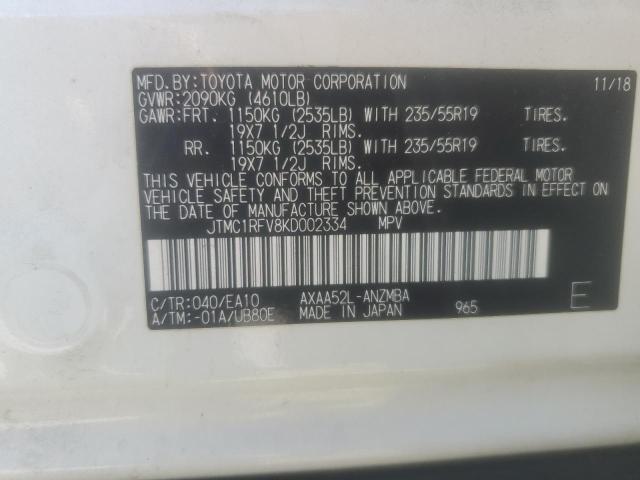 MFD.BY:TOYOTA MOTOR CORPORATION 11/18
GVWR:2090KG (4610LB)
GAWR:FRT. 1150KG (2535LB) WITH 235/55R19 TIRES.
19X7 1/2J RIMS.
RR. 1150KG (2535LB) WITH 235/55R19 TIRES.
19X7 1/2J RIMS.
THIS VEHICLE CONFORMS TO ALL APPLICABLE FEDERAL MOTOR
VEHICLE SAFETY AND THEFT PREVENTION STANDARDS IN EFFECT ON
THE DATE OF MANUFACTURE SHOWN ABOVE.
JTMC1RFV8KD002334 MPV
C/TR:040/EA10 AXAA52L-ANZMBA
A/TM:-01A/UB80E MADE IN JAPAN 965 E